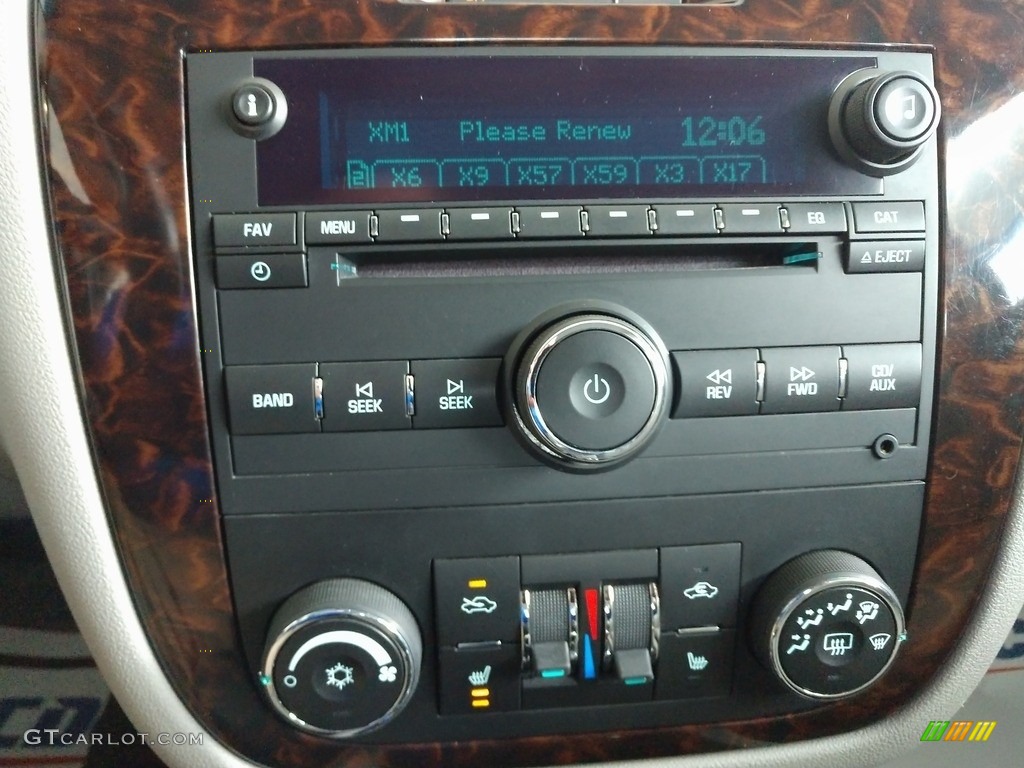 XM1 Please Renew 12:06
2 X6 X9 X57 X59 X3 X17
FAV MENU EQ CAT
EJECT
BAND SEEK SEEK REV FWD CD/AUX
GTCARLOT.COM